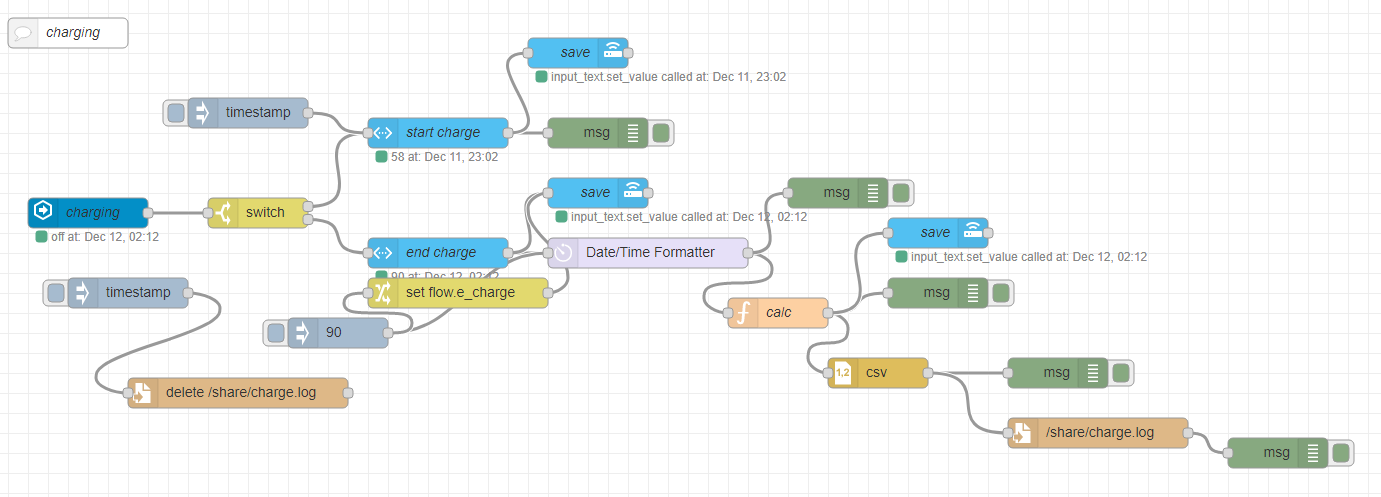 charging
save
input_text.set_value called at: Dec 11, 23:02
timestamp
start charge
msg
58 at: Dec 11, 23:02
save
msg
input_text.set_value called at: Dec 12, 02:12
charging
switch
off at: Dec 12, 02:12
end charge
Date/Time Formatter
save
input_text.set_value called at: Dec 12, 02:12
90 at: Dec 12, 02:12
timestamp
set flow.e_charge
msg
90
calc
1,2
csv
msg
delete /share/charge.log
/share/charge.log
msg